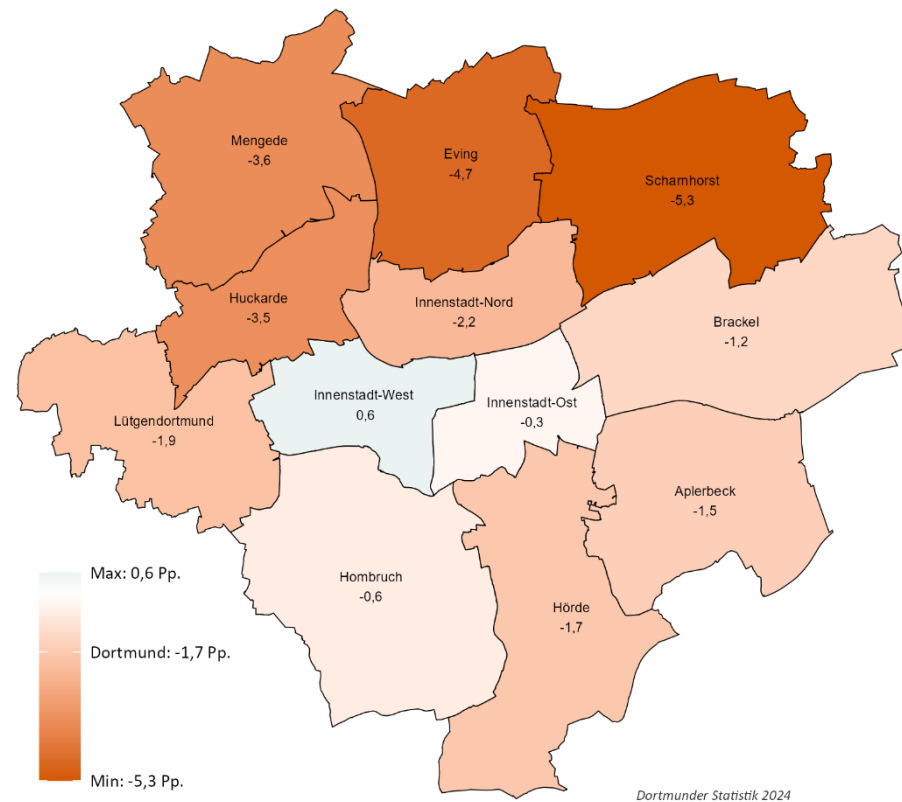 Mengede
-3,6
Eving
-4,7
Scharnhorst
-5,3
Huckarde
-3,5
Innenstadt-Nord
-2,2
Brackel
-1,2
Innenstadt-West
0,6
Innenstadt-Ost
-0,3
Lütgendortmund
-1,9
Aplerbeck
-1,5
Hombruch
-0,6
Hörde
-1,7
Max: 0,6 Pp.
Dortmund: -1,7 Pp.
Min: -5,3 Pp.
Dortmunder Statistik 2024